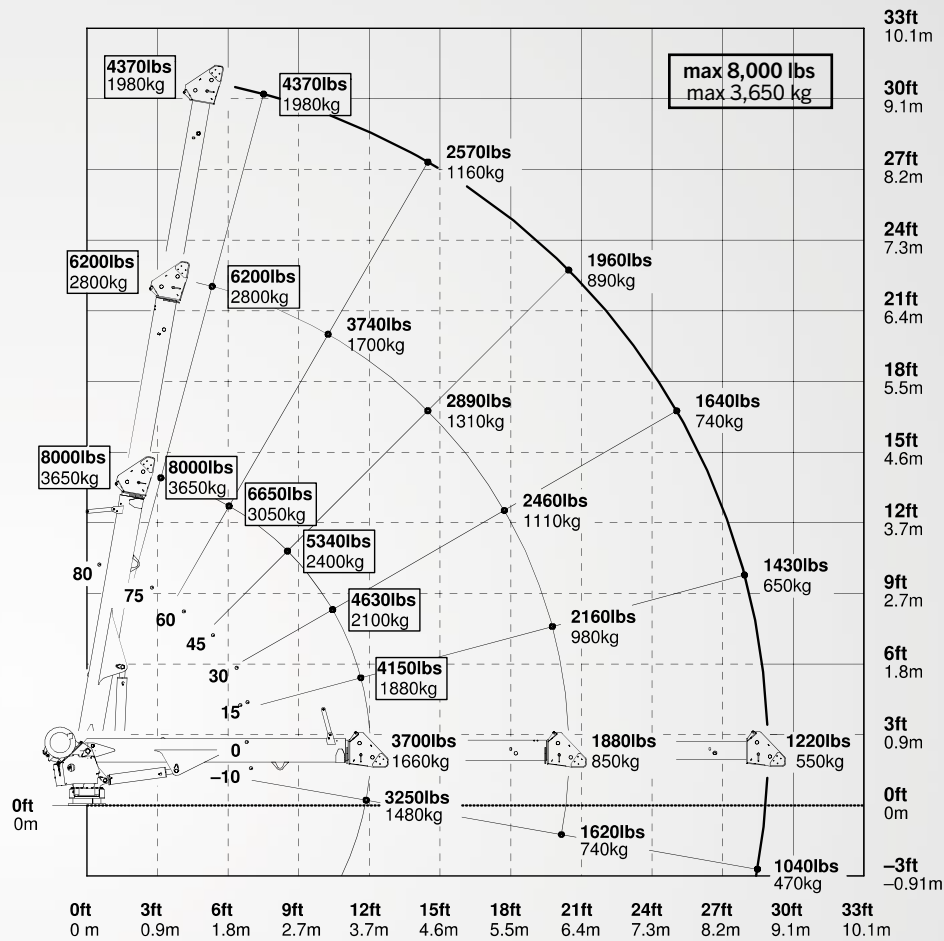 33ft
10.1m
4370lbs
1980kg
4370lbs
1980kg
max 8,000 lbs
max 3,650 kg
30ft
9.1m
2570lbs
1160kg
27ft
8.2m
24ft
7.3m
6200lbs
2800kg
6200lbs
2800kg
1960lbs
890kg
21ft
6.4m
3740lbs
1700kg
18ft
5.5m
2890lbs
1310kg
1640lbs
740kg
15ft
4.6m
8000lbs
3650kg
8000lbs
3650kg
6650lbs
3050kg
2460lbs
1110kg
12ft
3.7m
5340lbs
2400kg
80
75
1430lbs
650kg
9ft
2.7m
60
4630lbs
2100kg
2160lbs
980kg
45
30
4150lbs
1880kg
6ft
1.8m
15
3ft
0.9m
0
3700lbs
1660kg
1880lbs
850kg
1220lbs
550kg
–10
0ft
0m
3250lbs
1480kg
0ft
0m
1620lbs
740kg
1040lbs
470kg
–3ft
–0.91m
0ft 3ft 6ft 9ft 12ft 15ft 18ft 21ft 24ft 27ft 30ft 33ft
0 m 0.9m 1.8m 2.7m 3.7m 4.6m 5.5m 6.4m 7.3m 8.2m 9.1m 10.1m